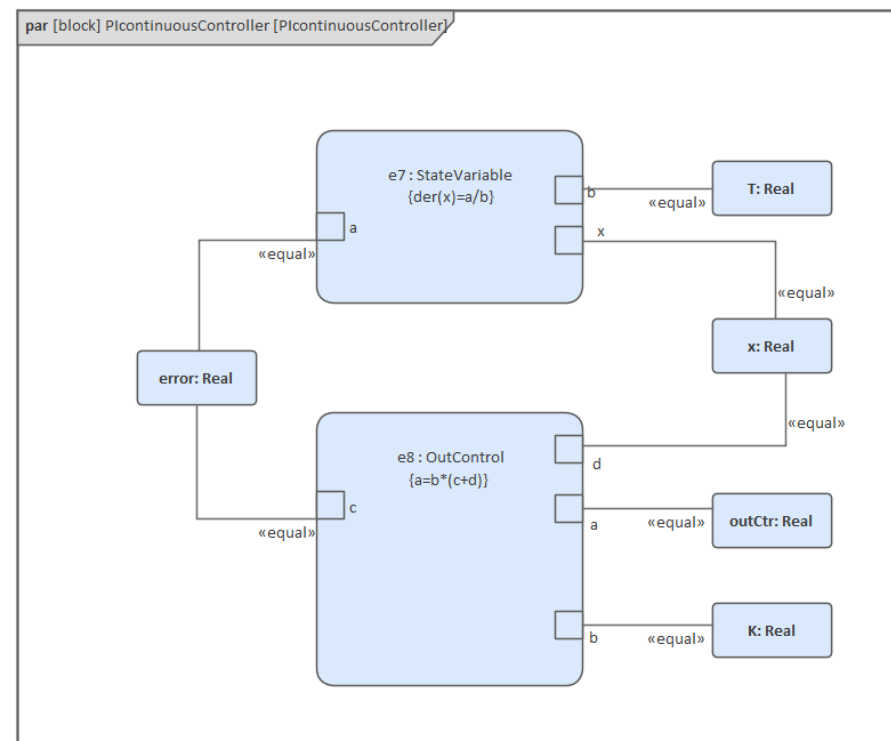 par [block] PIcontinuousController [PIcontinuousController]
e7 : StateVariable
{der(x)=a/b}
b
«equal»
T: Real
a
«equal»
x
«equal»
x: Real
error: Real
«equal»
e8 : OutControl
{a=b*(c+d)}
d
c
«equal»
a
«equal»
outCtr: Real
b
«equal»
K: Real